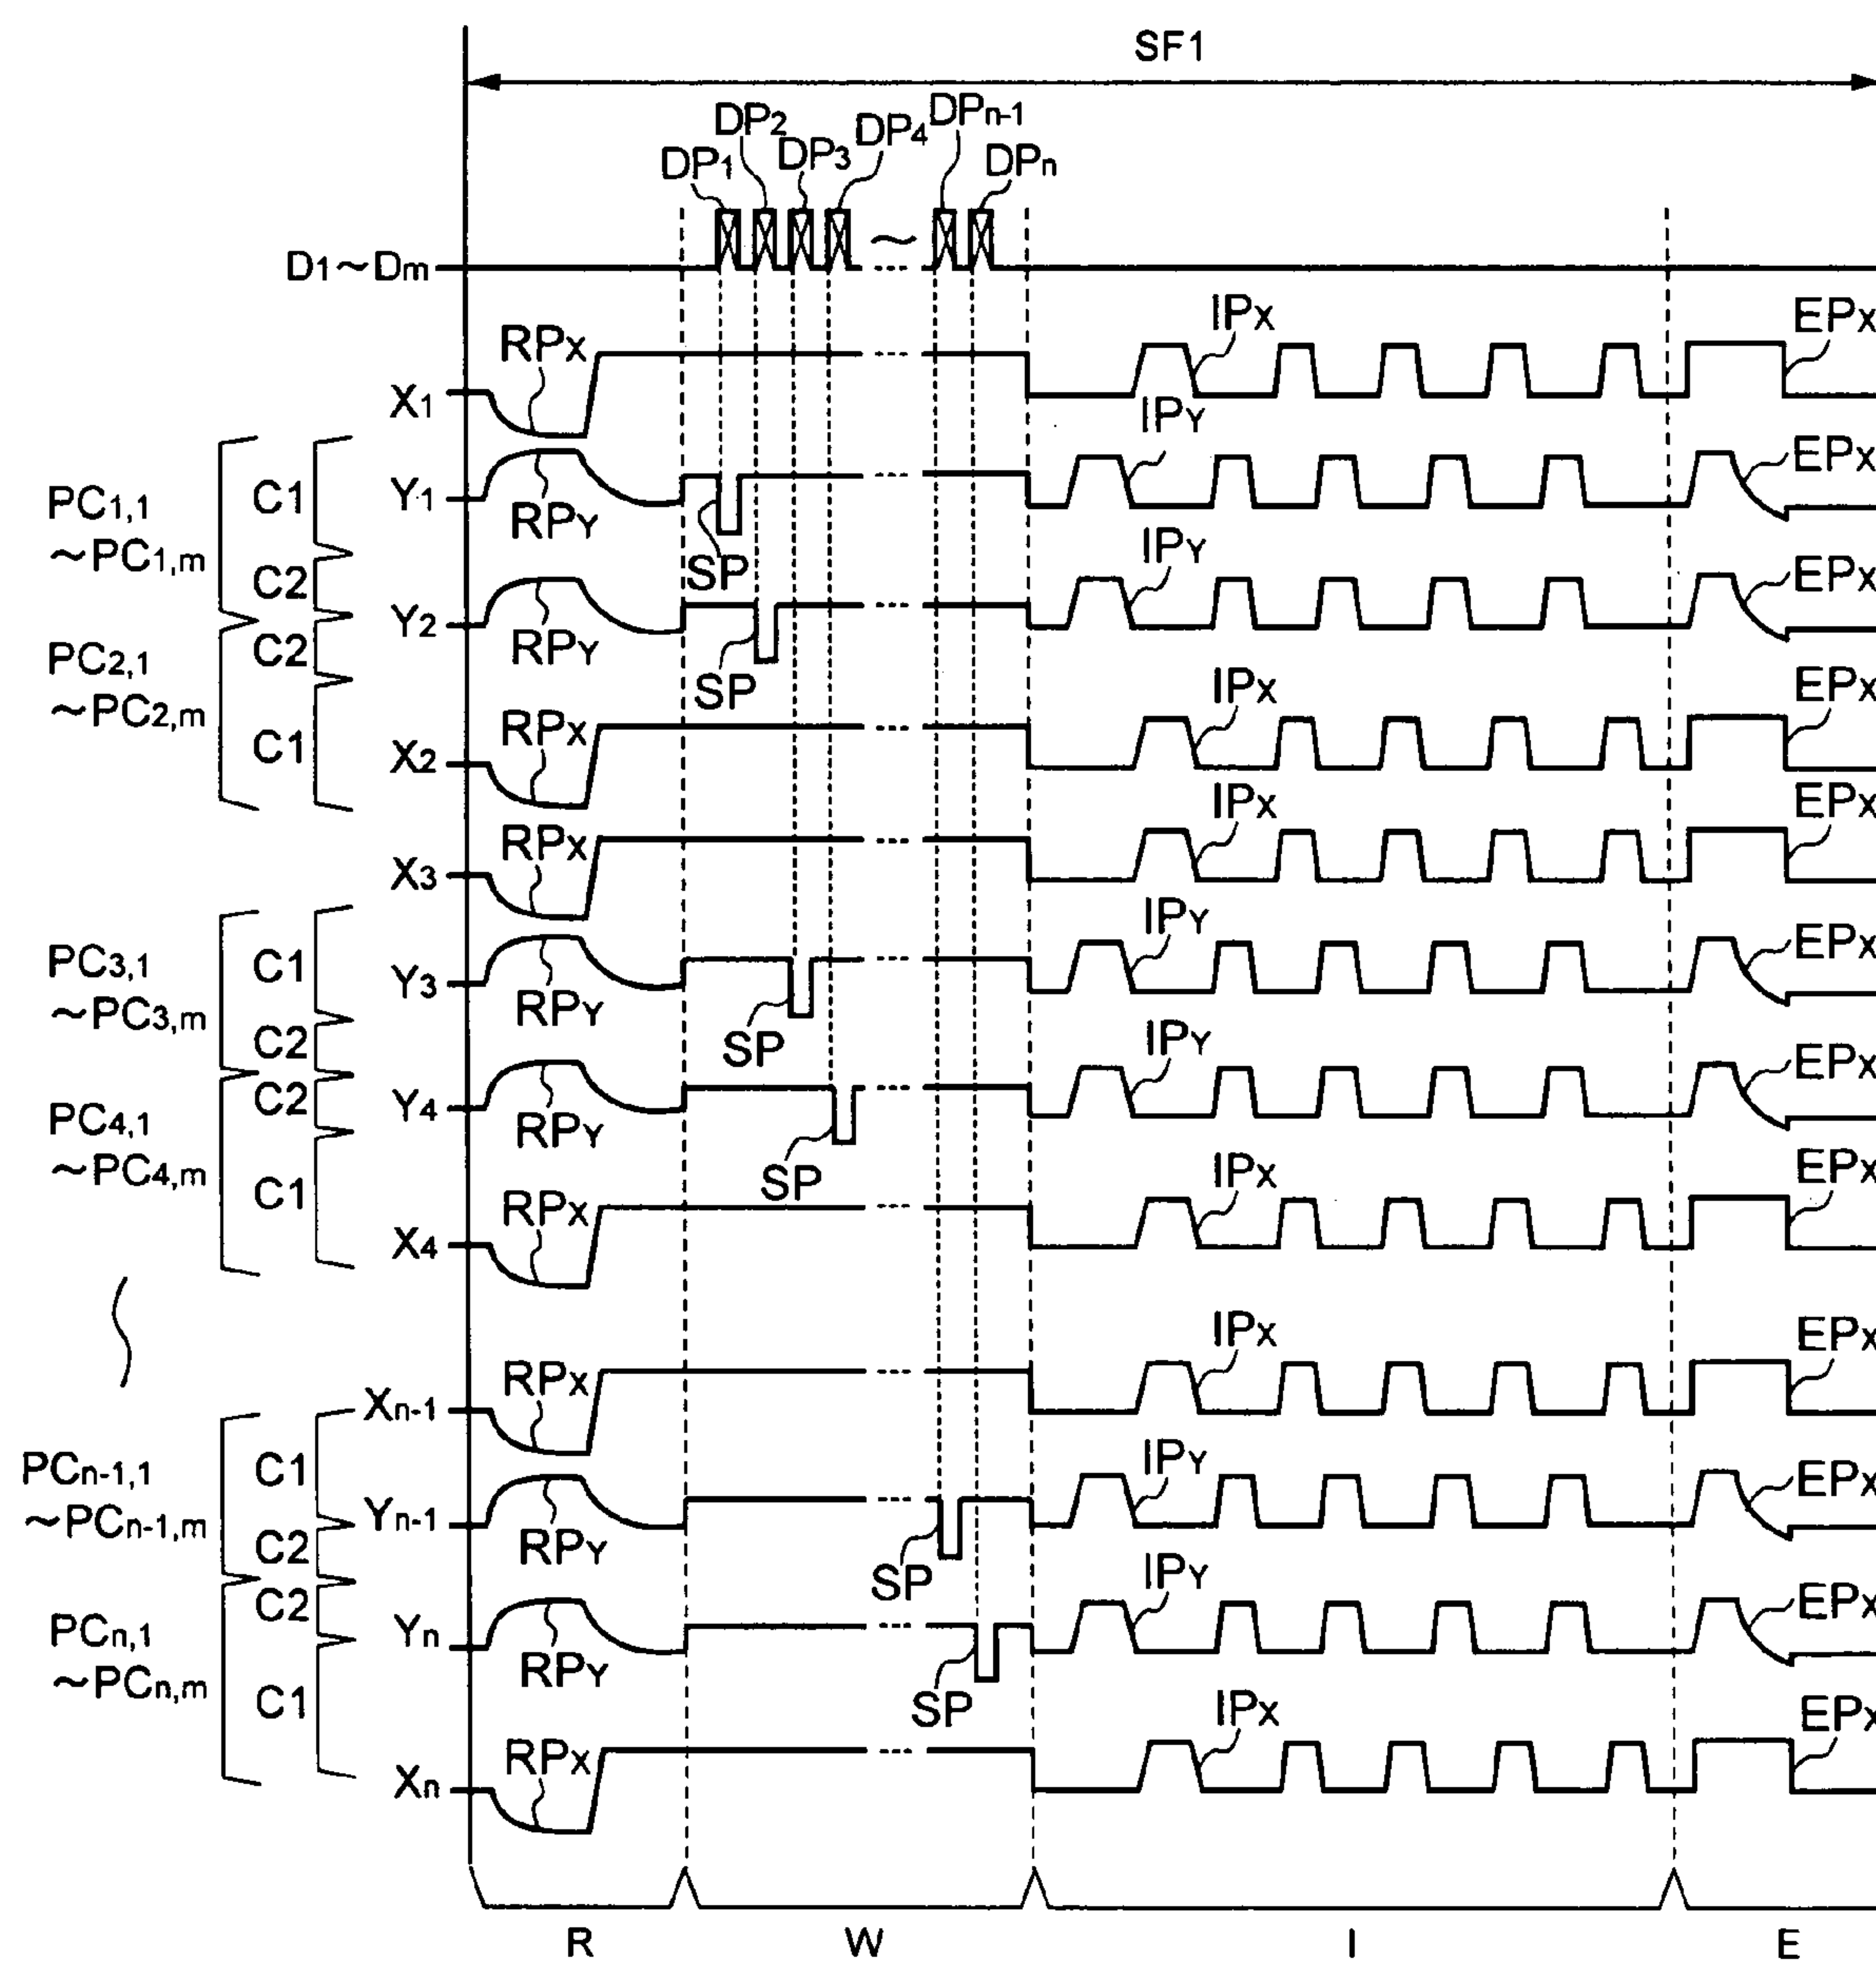 SF1
DP1 DP2 DP3 DP4 DPn-1 DPn
D1~Dm
RPX IPX EPX
X1
PC1,1 ~PC1,m C1 Y1 RPY SP IPY EPX
C2
Y2 RPY SP IPY EPX
PC2,1 ~PC2,m C2
C1
X2 RPX IPX EPX
X3 RPX IPX EPX
PC3,1 ~PC3,m C1 Y3 RPY SP IPY EPX
C2
Y4 RPY SP IPY EPX
PC4,1 ~PC4,m C2
C1
X4 RPX IPX EPX
Xn-1 RPX IPX EPX
PCn-1,1 ~PCn-1,m C1 Yn-1 RPY SP IPY EPX
C2
Yn RPY SP IPY EPX
PCn,1 ~PCn,m C2
C1
Xn RPX IPX EPX
R W I E